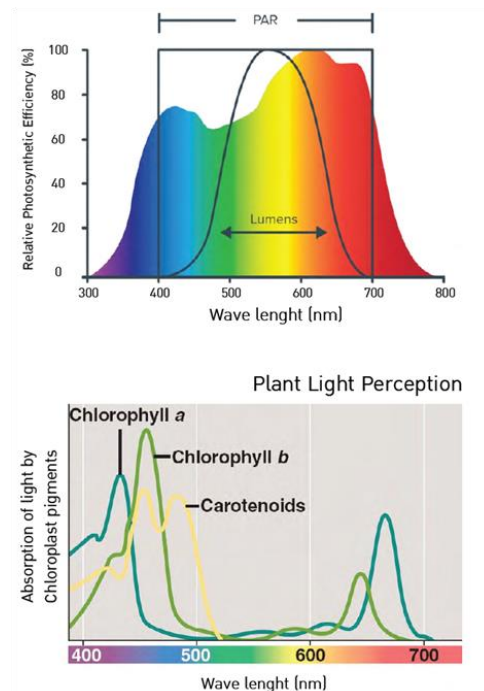 PAR
Relative Photosynthetic Efficiency (%)
100
80
60
40
20
0
Lumens
300 400 500 600 700 800
Wave lenght (nm)
Plant Light Perception
Chlorophyll a
Chlorophyll b
Carotenoids
Absorption of light by
Chloroplast pigments
400 500 600 700
Wave lenght (nm)